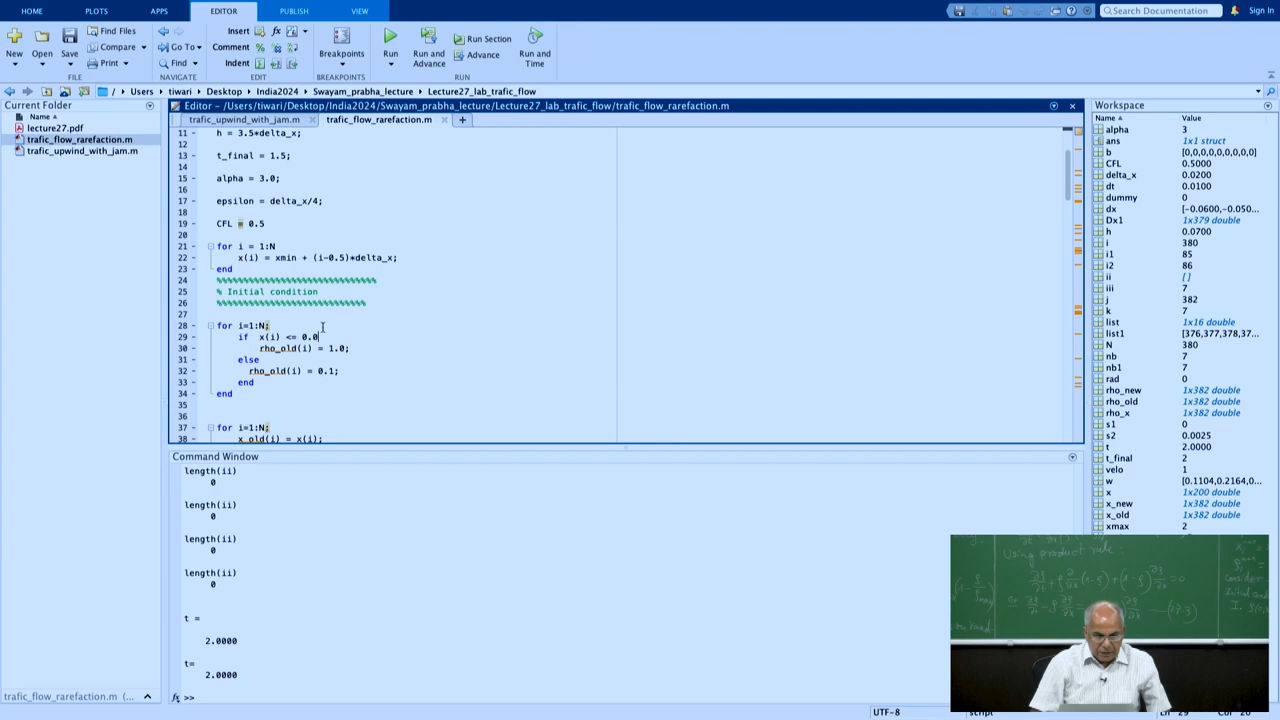 HOME PLOTS APPS EDITOR PUBLISH VIEW Search Documentation Sign In
New Open Save Find Files Compare Print Go To Find Insert fx Comment % Indent Breakpoints Run Run and Advance Run Section Advance Run and Time
FILE NAVIGATE EDIT BREAKPOINTS RUN
/ Users tiwari Desktop India2024 Swayam_prabha_lecture Lecture27_lab_trafic_flow
Current Folder
Name
lecture27.pdf
trafic_flow_rarefaction.m
trafic_upwind_with_jam.m
trafic_flow_rarefaction.m (...
Editor - /Users/tiwari/Desktop/India2024/Swayam_prabha_lecture/Lecture27_lab_trafic_flow/trafic_flow_rarefaction.m
trafic_upwind_with_jam.m trafic_flow_rarefaction.m +
11 - h = 3.5*delta_x;
12
13 - t_final = 1.5;
14
15 - alpha = 3.0;
16
17 - epsilon = delta_x/4;
18
19 - CFL = 0.5
20
21 - for i = 1:N
22 - x(i) = xmin + (i-0.5)*delta_x;
23 - end
24 %%%%%%%%%%%%%%%%%%%%%%%%%%%%%
25 % Initial condition
26 %%%%%%%%%%%%%%%%%%%%%%%%%%%
27
28 - for i=1:N;
29 - if x(i) <= 0.0
30 - rho_old(i) = 1.0;
31 - else
32 - rho_old(i) = 0.1;
33 - end
34 - end
35
36
37 - for i=1:N;
38 - x_old(i) = x(i);
Command Window
length(ii)
0
length(ii)
0
length(ii)
0
length(ii)
0
t =
2.0000
t=
2.0000
fx >>
Workspace
Name Value
alpha 3
ans 1x1 struct
b [0,0,0,0,0,0,0,0]
CFL 0.5000
delta_x 0.0200
dt 0.0100
dummy 0
dx [-0.0600,-0.050...
Dx1 1x379 double
h 0.0700
i 380
i1 85
i2 86
ii []
iii 7
j 382
k 7
list 1x16 double
list1 [376,377,378,37...
N 380
nb 7
nb1 7
rad 0
rho_new 1x382 double
rho_old 1x382 double
rho_x 1x382 double
s1 0
s2 0.0025
t 2.0000
t_final 2
velo 1
w [0.1104,0.2164,0...
x 1x200 double
x_new 1x382 double
x_old 1x382 double
xmax 2
Using product rule:
UTF-8 script